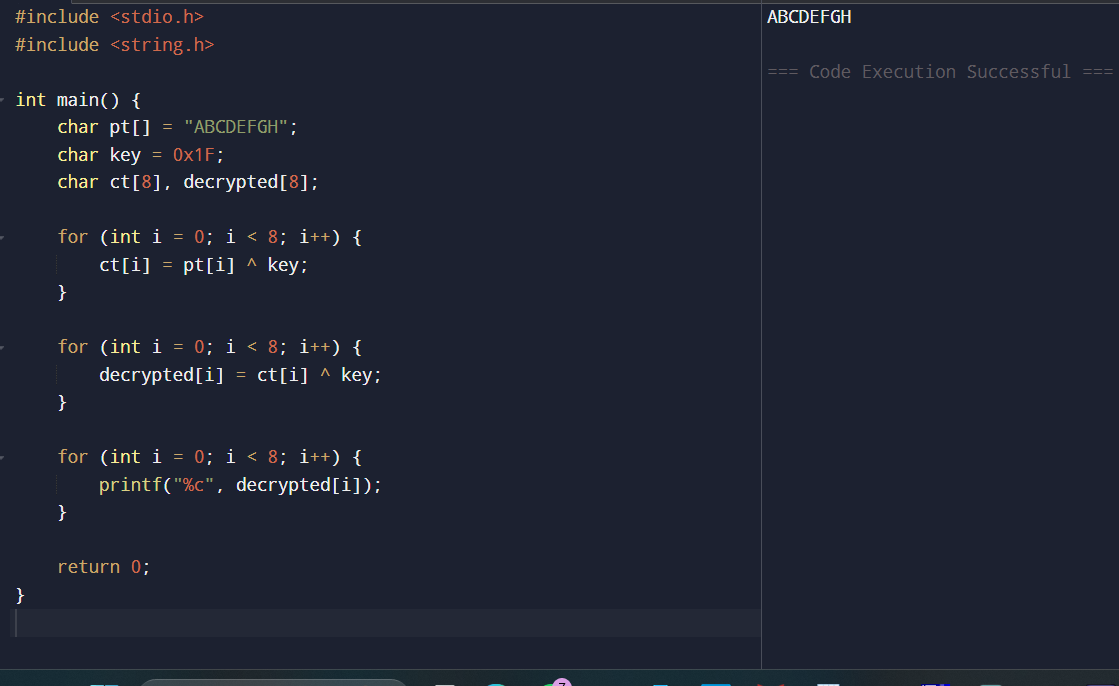 #include <stdio.h>
#include <string.h>
int main() {
    char pt[] = "ABCDEFGH";
    char key = 0x1F;
    char ct[8], decrypted[8];
    for (int i = 0; i < 8; i++) {
        ct[i] = pt[i] ^ key;
    }
    for (int i = 0; i < 8; i++) {
        decrypted[i] = ct[i] ^ key;
    }
    for (int i = 0; i < 8; i++) {
        printf("%c", decrypted[i]);
    }
    return 0;
}
ABCDEFGH
=== Code Execution Successful ===